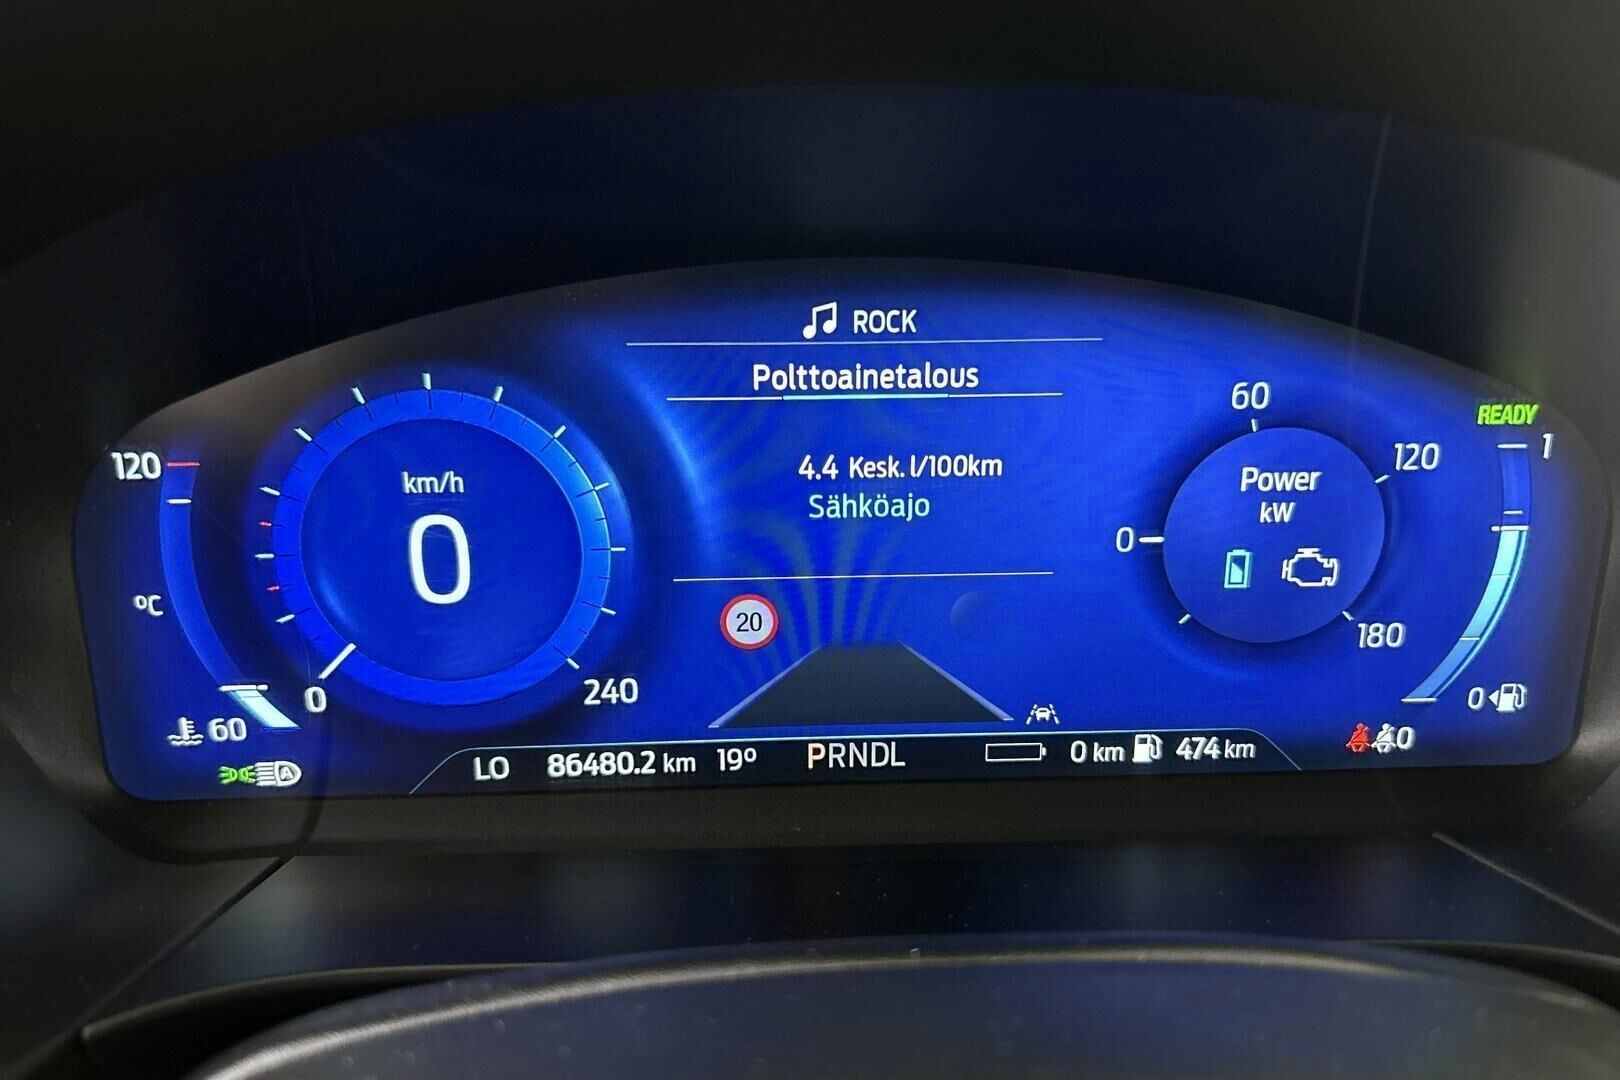 ROCK
Polttoainetalous
4.4 Kesk. l/100km
Sähköajo
120
°C
60
km/h
0
0
240
20
60
120
0
180
Power
kW
READY
1
0
0
LO 86480.2 km 19° PRNDL 0 km 474 km
A